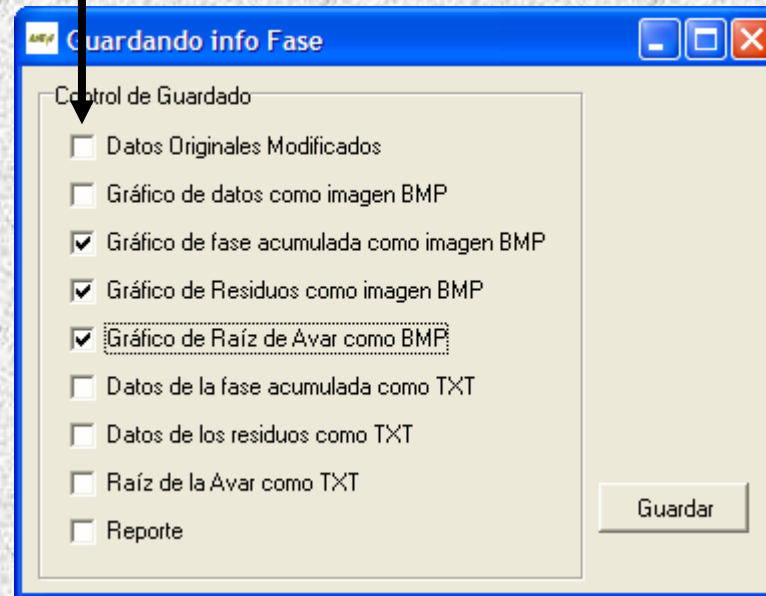 Guardando info Fase
Control de Guardado
Datos Originales Modificados
Gráfico de datos como imagen BMP
Gráfico de fase acumulada como imagen BMP
Gráfico de Residuos como imagen BMP
Gráfico de Raíz de Avar como BMP
Datos de la fase acumulada como TXT
Datos de los residuos como TXT
Raíz de la Avar como TXT
Reporte
Guardar